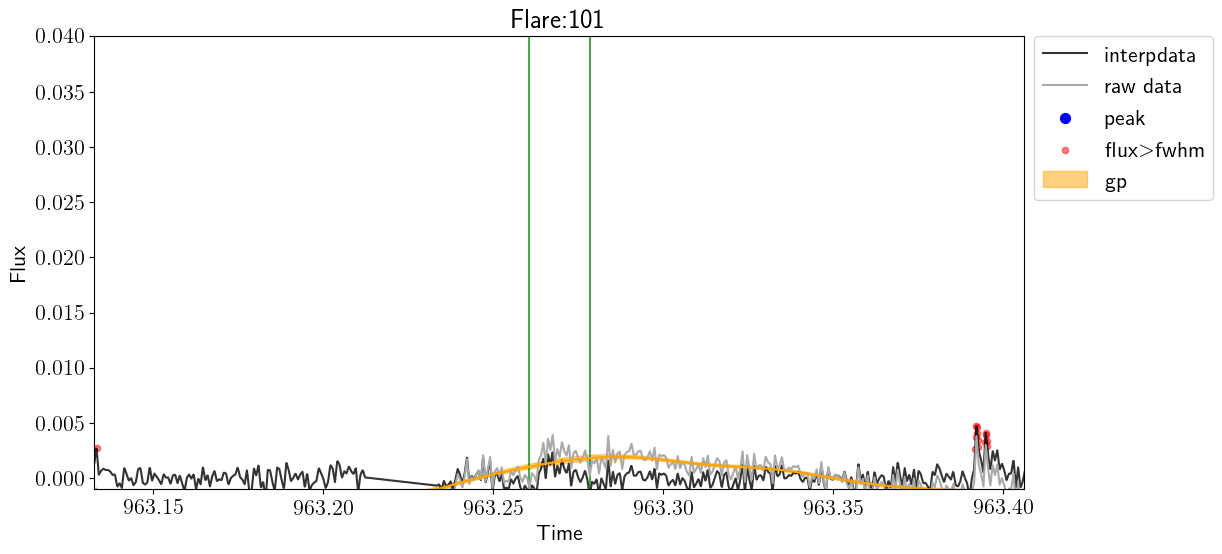 Flare:101
0.040
0.035
0.030
0.025
0.020
0.015
0.010
0.005
0.000
Flux
963.15 963.20 963.25 963.30 963.35 963.40
Time
interpdata
raw data
peak
flux>fwhm
gp